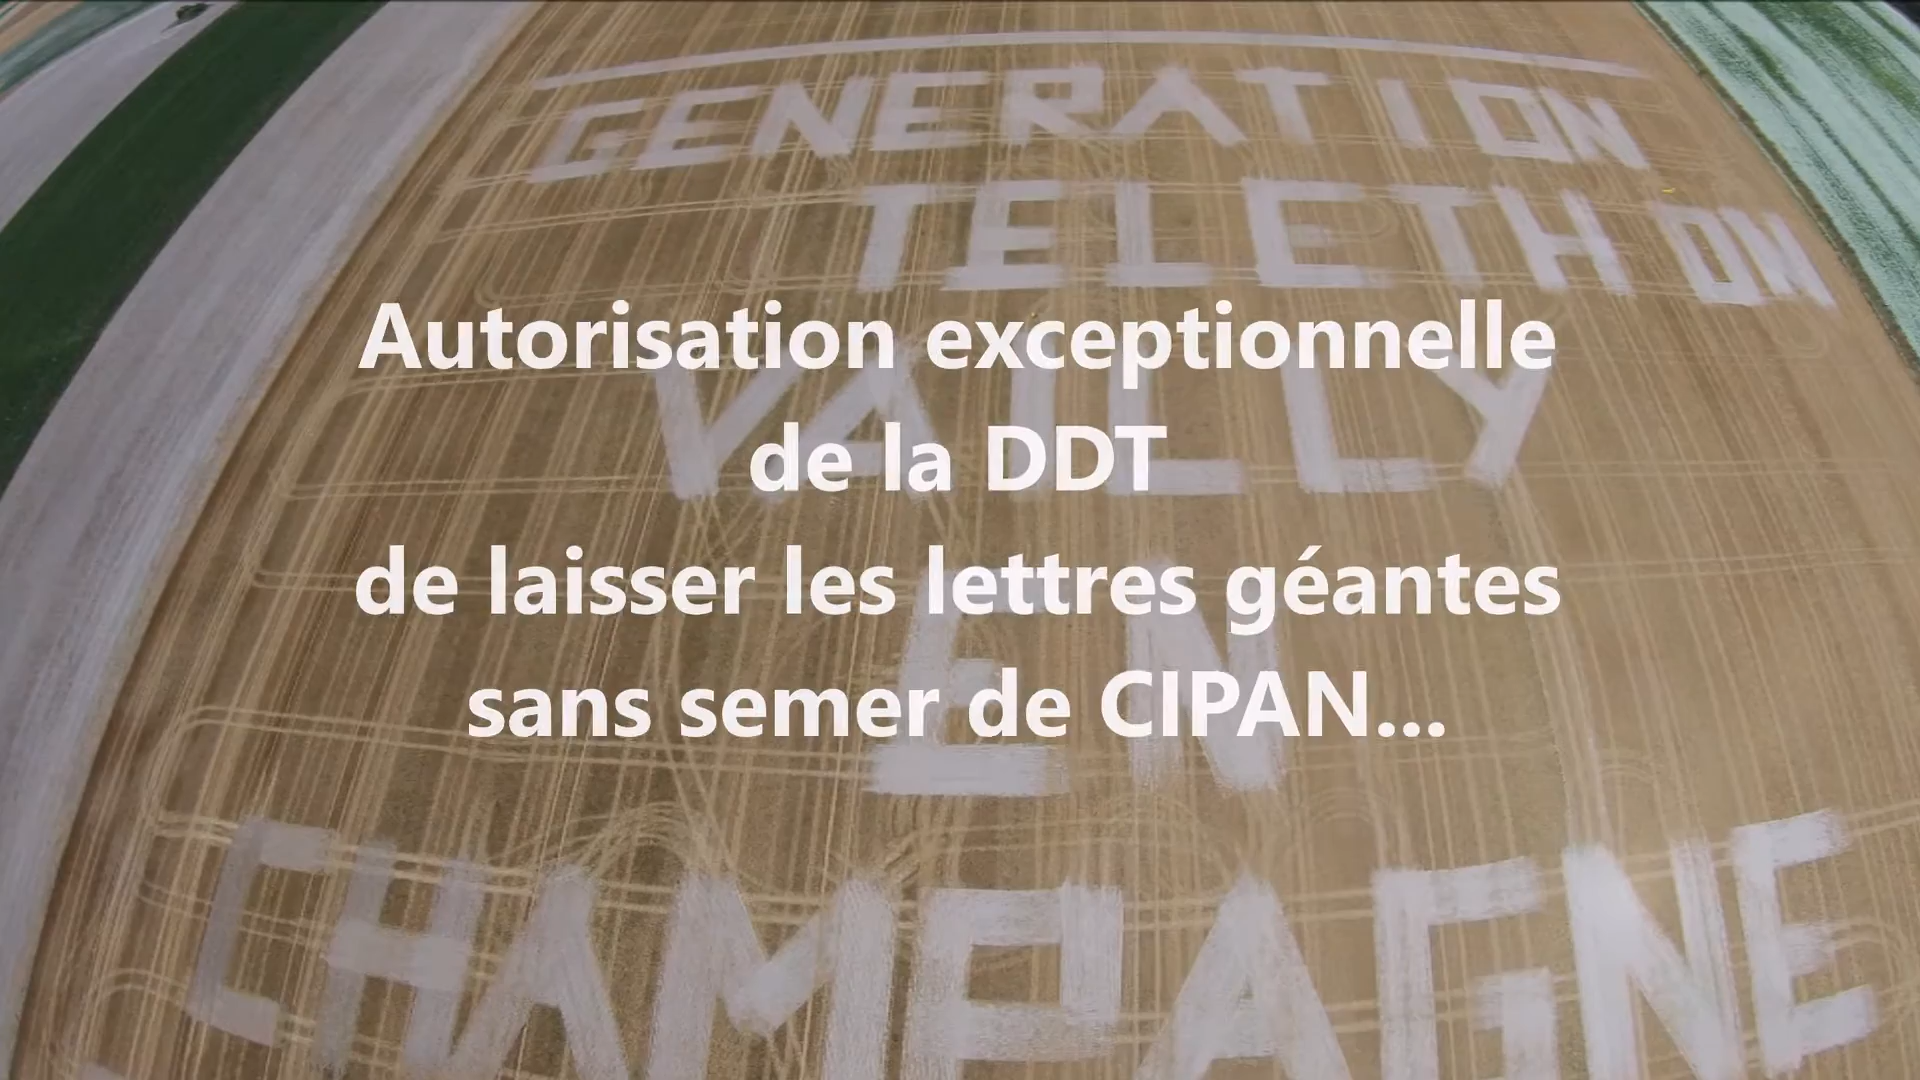 GENERATION
TELETHON
Autorisation exceptionnelle
VAILLY
de la DDT
de laisser les lettres géantes
EN
sans semer de CIPAN...
CHAMPAGNE